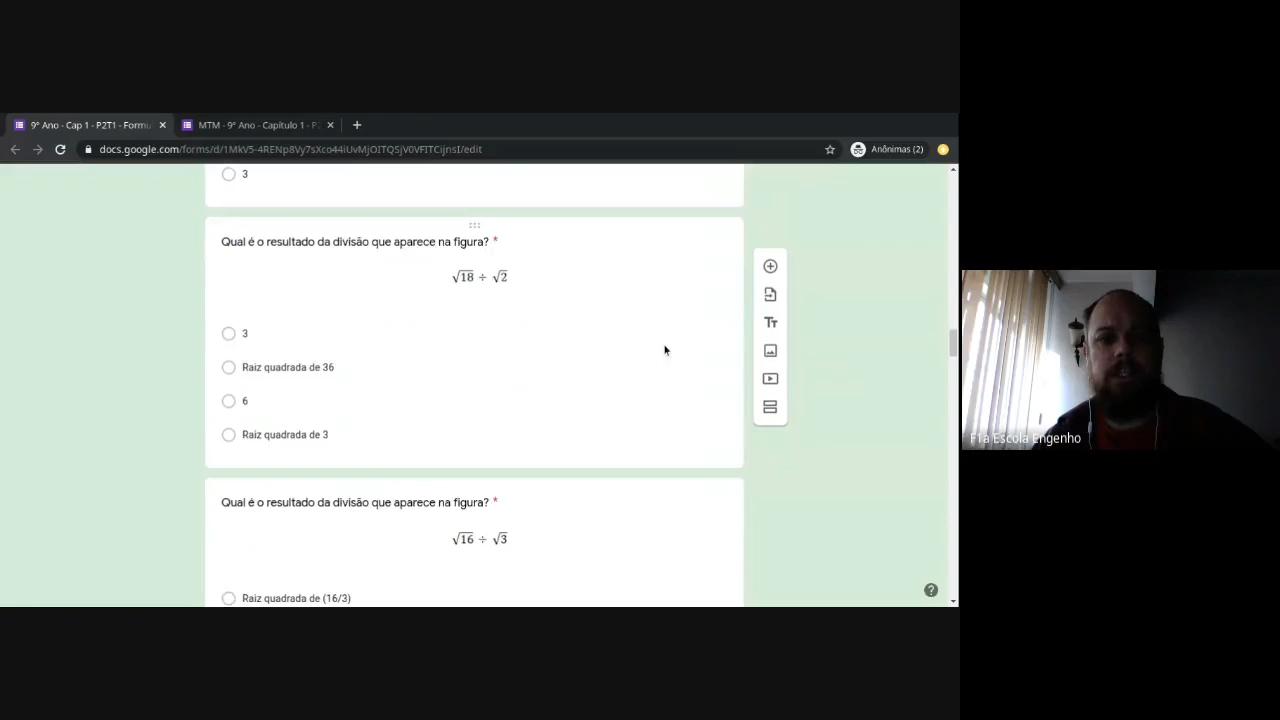 9° Ano - Cap 1 - P2T1 - Formu
MTM - 9° Ano - Capítulo 1 - P
docs.google.com/forms/d/1MkV5-4RENp8Vy7sXco44iUvMjOITQSjV0VFITCijnsI/edit
Anônimas (2)
3
Qual é o resultado da divisão que aparece na figura? *
√18 ÷ √2
3
Raiz quadrada de 36
6
Raiz quadrada de 3
Qual é o resultado da divisão que aparece na figura? *
√16 ÷ √3
Raiz quadrada de (16/3)
F1a Escola Engenho